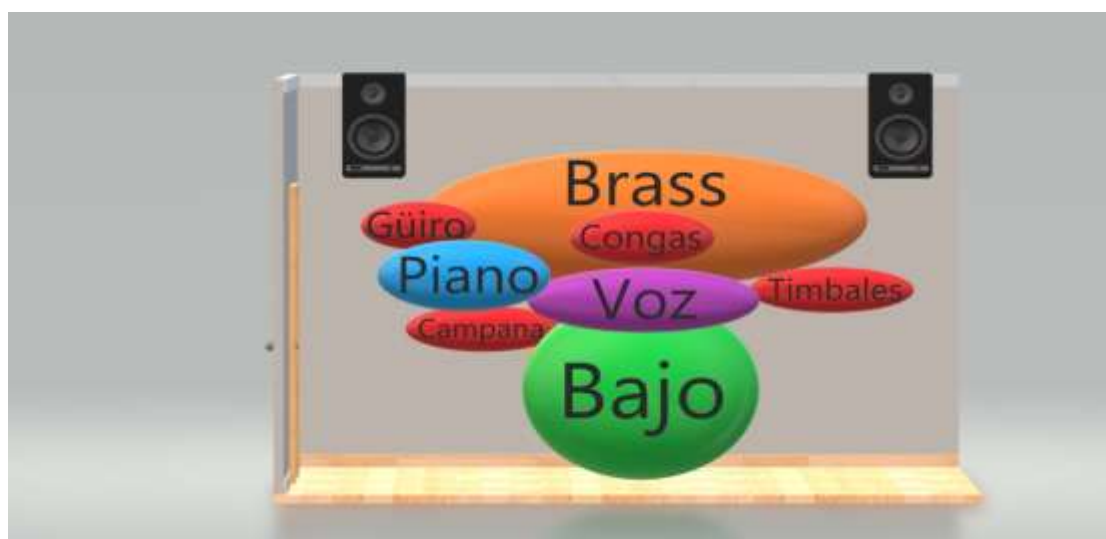 Brass
Güiro
Congas
Piano
Voz
Timbales
Campana
Bajo